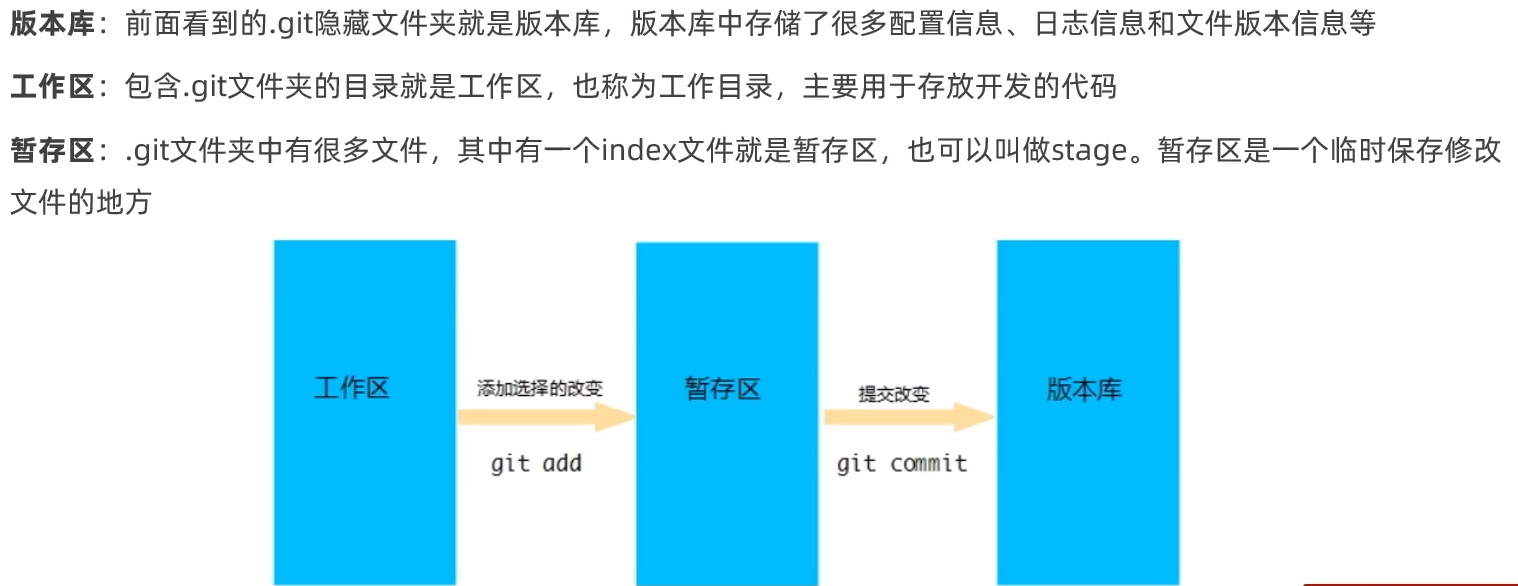 版本库：前面看到的.git隐藏文件夹就是版本库，版本库中存储了很多配置信息、日志信息和文件版本信息等
工作区：包含.git文件夹的目录就是工作区，也称为工作目录，主要用于存放开发的代码
暂存区：.git文件夹中有很多文件，其中有一个index文件就是暂存区，也可以叫做stage。暂存区是一个临时保存修改
文件的地方
工作区
添加选择的改变
git add
暂存区
提交改变
git commit
版本库